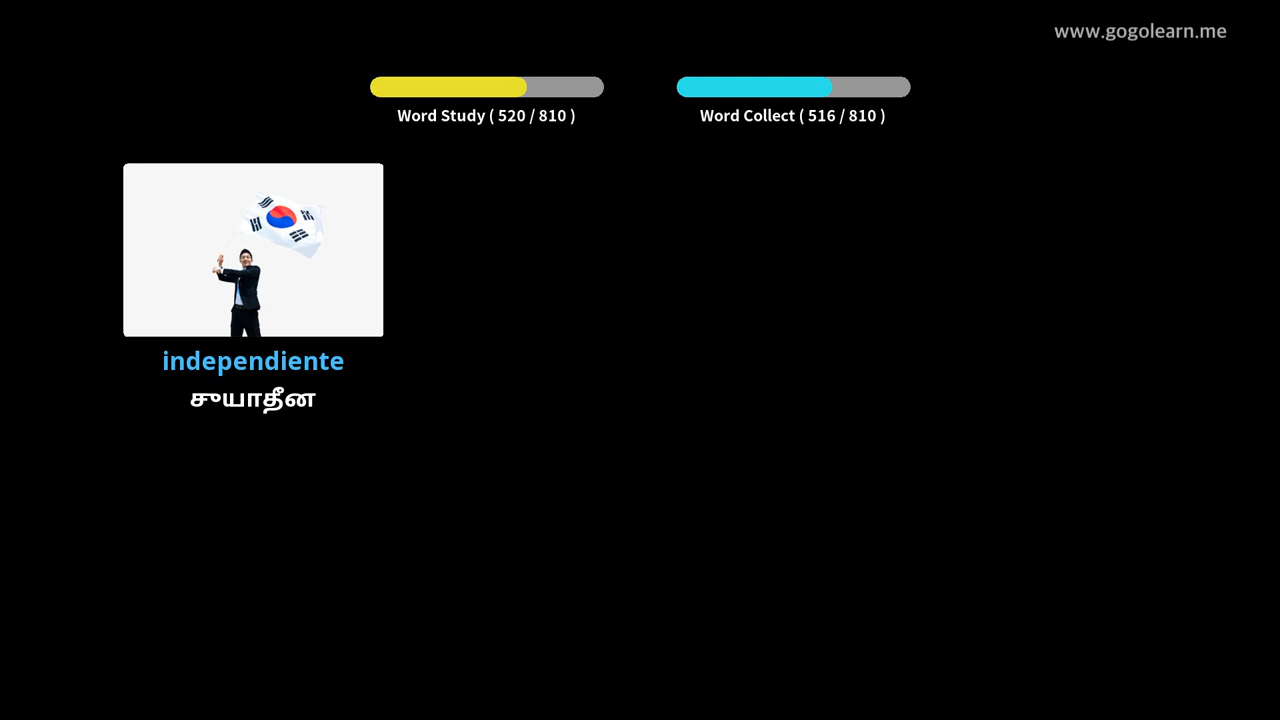 www.gogolearn.me
Word Study ( 520 / 810 )
Word Collect ( 516 / 810 )
independiente
சுயாதீன